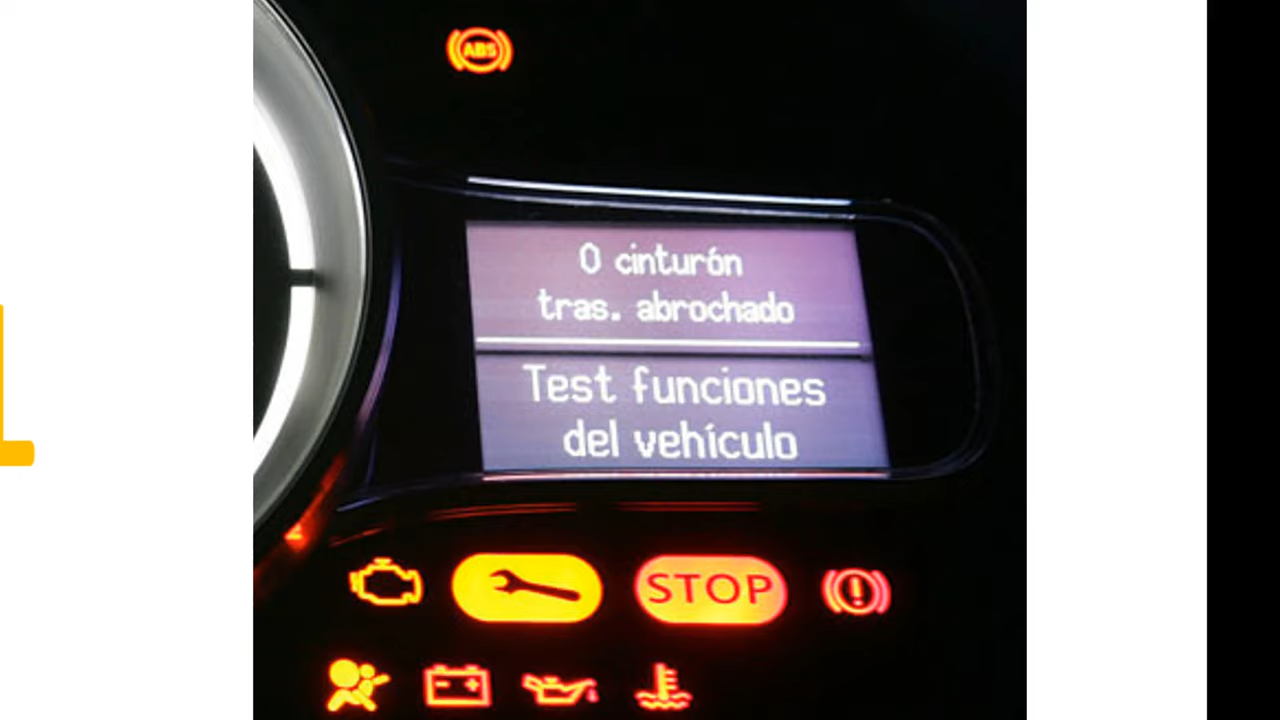 ABS
0 cinturón
tras. abrochado
Test funciones
del vehículo
STOP